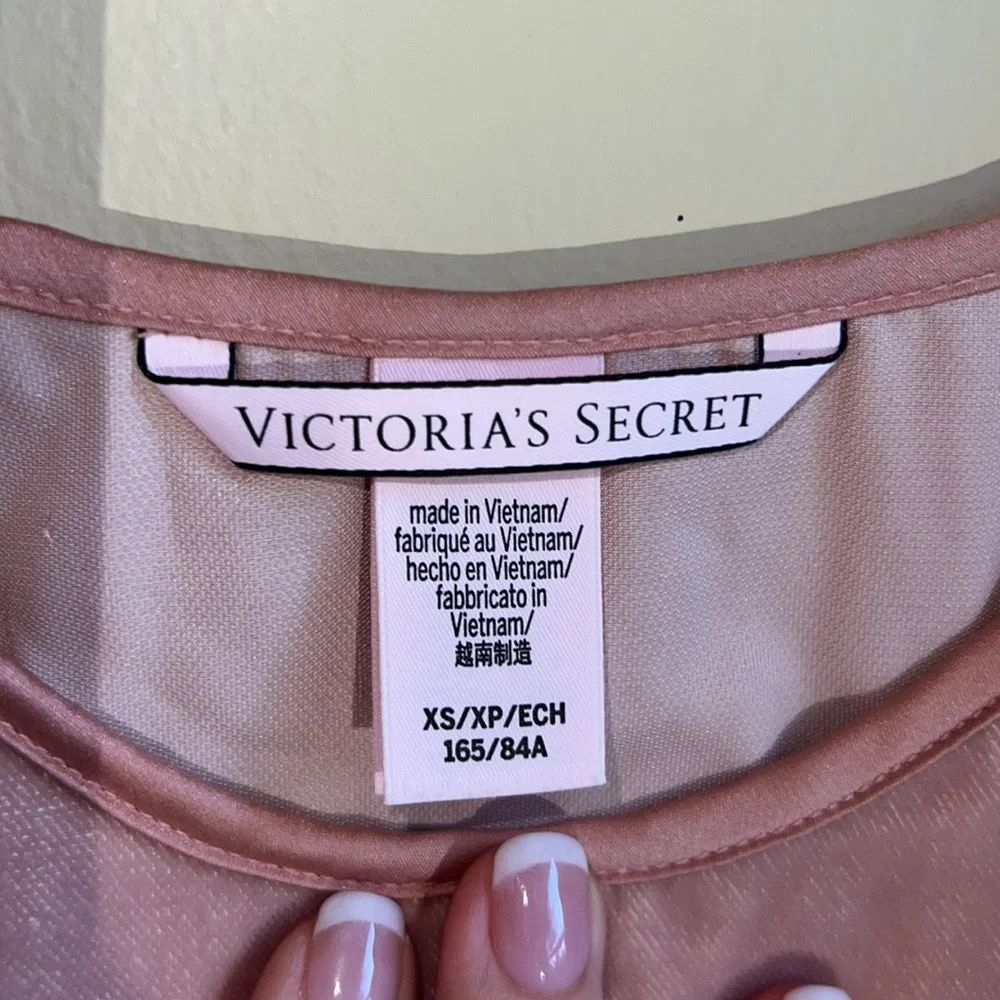 VICTORIA'S SECRET
made in Vietnam/
fabriqué au Vietnam/
hecho en Vietnam/
fabbricato in
Vietnam/
越南制造
XS/XP/ECH
165/84A